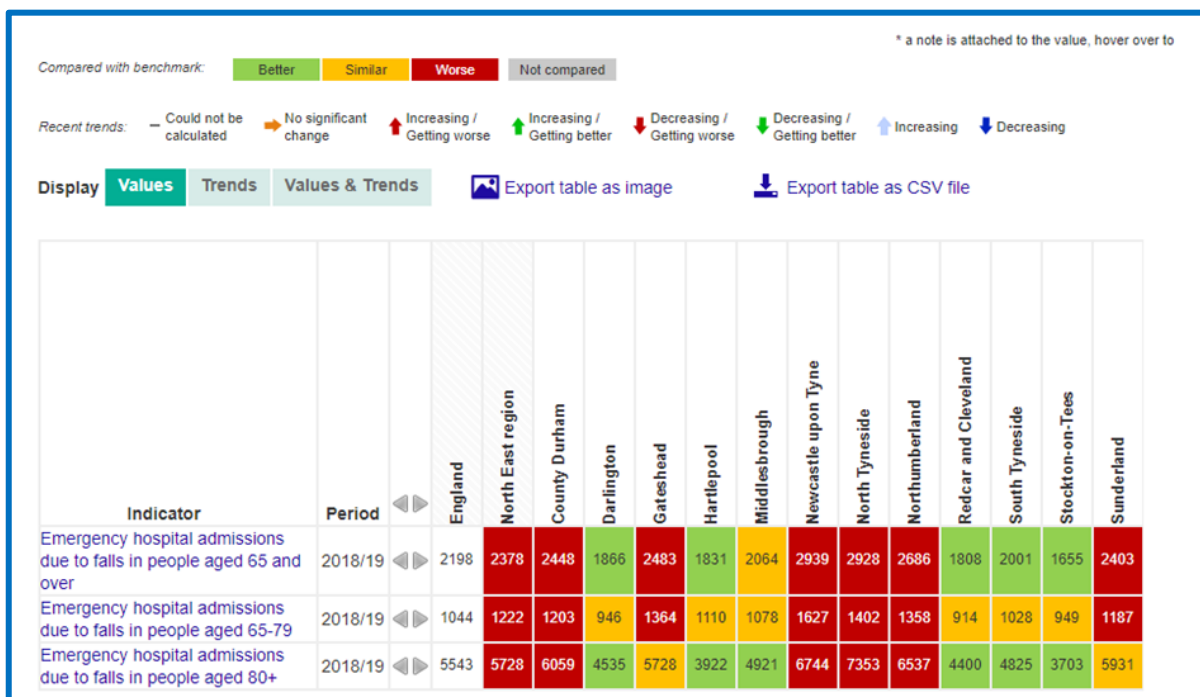 * a note is attached to the value, hover over to
Compared with benchmark: Better Similar Worse Not compared
Recent trends: – Could not be calculated No significant change Increasing / Getting worse Increasing / Getting better Decreasing / Getting worse Decreasing / Getting better Increasing Decreasing
Display Values Trends Values & Trends Export table as image Export table as CSV file
Indicator Period England North East region County Durham Darlington Gateshead Hartlepool Middlesbrough Newcastle upon Tyne North Tyneside Northumberland Redcar and Cleveland South Tyneside Stockton-on-Tees Sunderland
Emergency hospital admissions
due to falls in people aged 65 and
over
2018/19 2198 2378 2448 1866 2483 1831 2064 2939 2928 2686 1808 2001 1655 2403
Emergency hospital admissions
due to falls in people aged 65-79
2018/19 1044 1222 1203 946 1364 1110 1078 1627 1402 1358 914 1028 949 1187
Emergency hospital admissions
due to falls in people aged 80+
2018/19 5543 5728 6059 4535 5728 3922 4921 6744 7353 6537 4400 4825 3703 5931